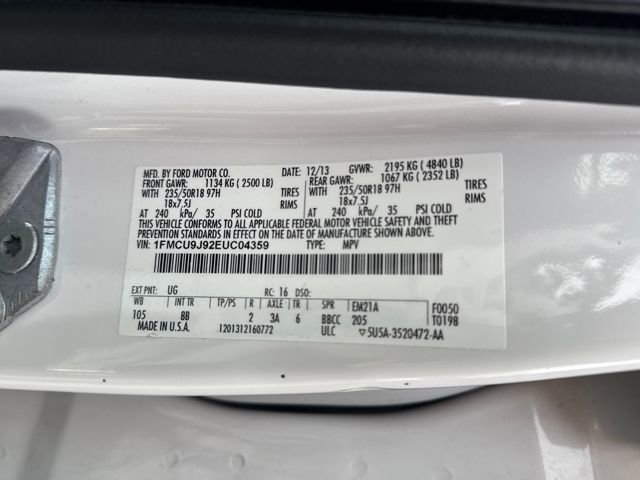 MFD. BY FORD MOTOR CO. DATE: 12/13 GVWR: 2195 KG ( 4840 LB)
FRONT GAWR: 1134 KG ( 2500 LB) REAR GAWR: 1067 KG ( 2352 LB)
WITH 235/50R18 97H TIRES WITH 235/50R18 97H TIRES
18x7.5J RIMS 18x7.5J RIMS
AT 240 kPa/ 35 PSI COLD AT 240 kPa/ 35 PSI COLD
THIS VEHICLE CONFORMS TO ALL APPLICABLE FEDERAL MOTOR VEHICLE SAFETY AND THEFT
PREVENTION STANDARDS IN EFFECT ON THE DATE OF MANUFACTURE SHOWN ABOVE.
1FMCU9J92EUC04359 TYPE: MPV
EXT PNT: UG RC: 16 DSO:
WB INT TR TP/PS R AXLE TR SPR EM21A F0050
105 8B 2 3A 6 BBCC 205 T0198
MADE IN U.S.A. 1201312160772 ULC 5U5A-3520472-AA